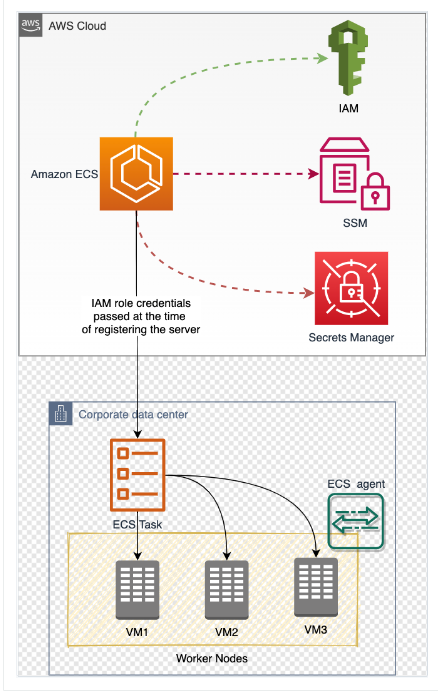 aws
AWS Cloud
IAM
Amazon ECS
SSM
IAM role credentials
passed at the time
of registering the server
Secrets Manager
Corporate data center
ECS agent
ECS Task
VM1
VM2
VM3
Worker Nodes